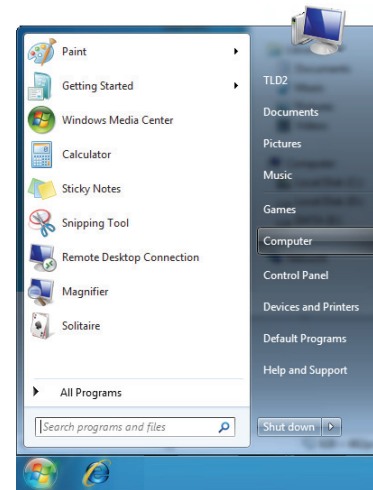 Paint
Getting Started
Windows Media Center
Calculator
Sticky Notes
Snipping Tool
Remote Desktop Connection
Magnifier
Solitaire
All Programs
Search programs and files
TLD2
Documents
Pictures
Music
Games
Computer
Control Panel
Devices and Printers
Default Programs
Help and Support
Shut down